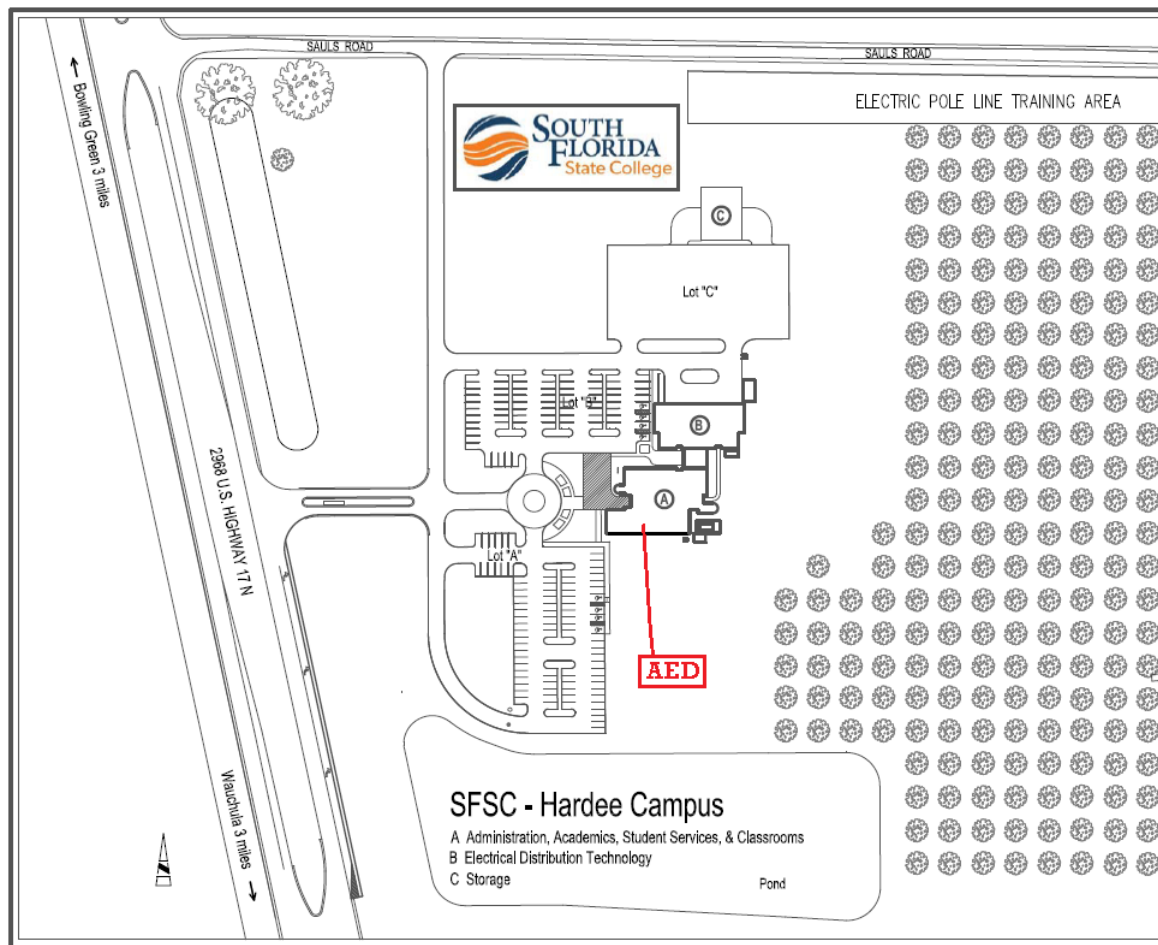 SAULS ROAD
SAULS ROAD
Bowling Green 3 miles
ELECTRIC POLE LINE TRAINING AREA
SOUTH
FLORIDA
State College
C
Lot "C"
Lot "B"
B
2968 U.S. HIGHWAY 17 N
A
Lot "A"
AED
Wauchula 3 miles
SFSC - Hardee Campus
A Administration, Academics, Student Services, & Classrooms
B Electrical Distribution Technology
C Storage
Pond